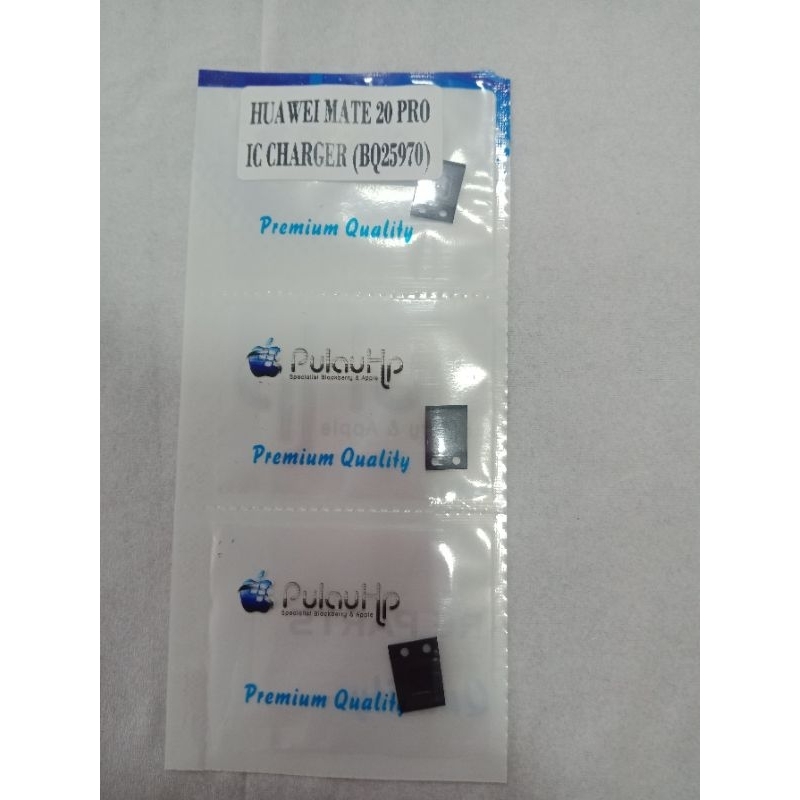 HUAWEI MATE 20 PRO
IC CHARGER (BQ25970)
Premium Quality
PulauHp
Specialist Blackberry & Apple
Premium Quality
PulauHp
Specialist Blackberry & Apple
Premium Quality